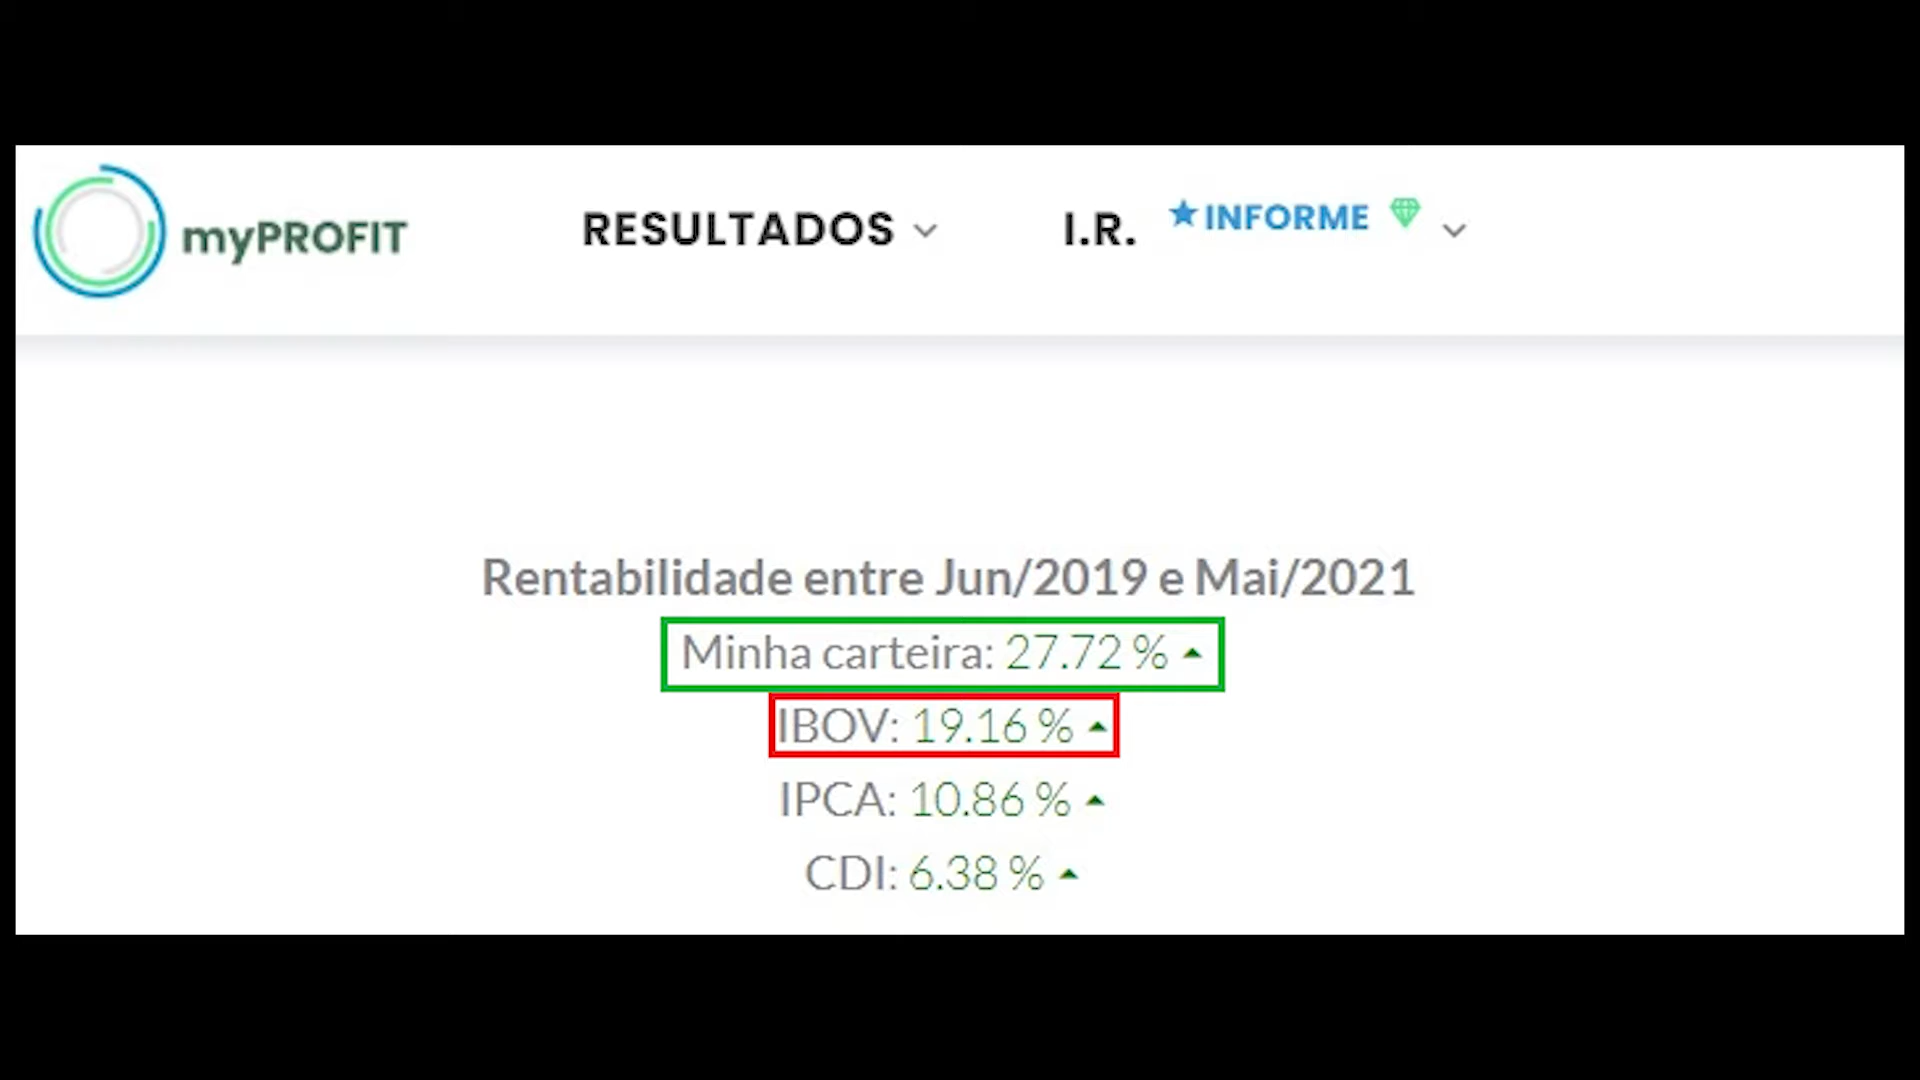 myPROFIT
RESULTADOS
I.R.
INFORME
Rentabilidade entre Jun/2019 e Mai/2021
Minha carteira: 27.72 %
IBOV: 19.16 %
IPCA: 10.86 %
CDI: 6.38 %